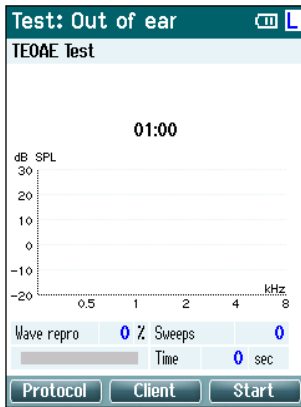 Test: Out of ear L
TEOAE Test
01:00
dB SPL
30
20
10
0
-10
-20
kHz
0.5 1 2 4 8
Wave repro 0 % Sweeps 0
Time 0 sec
Protocol Client Start